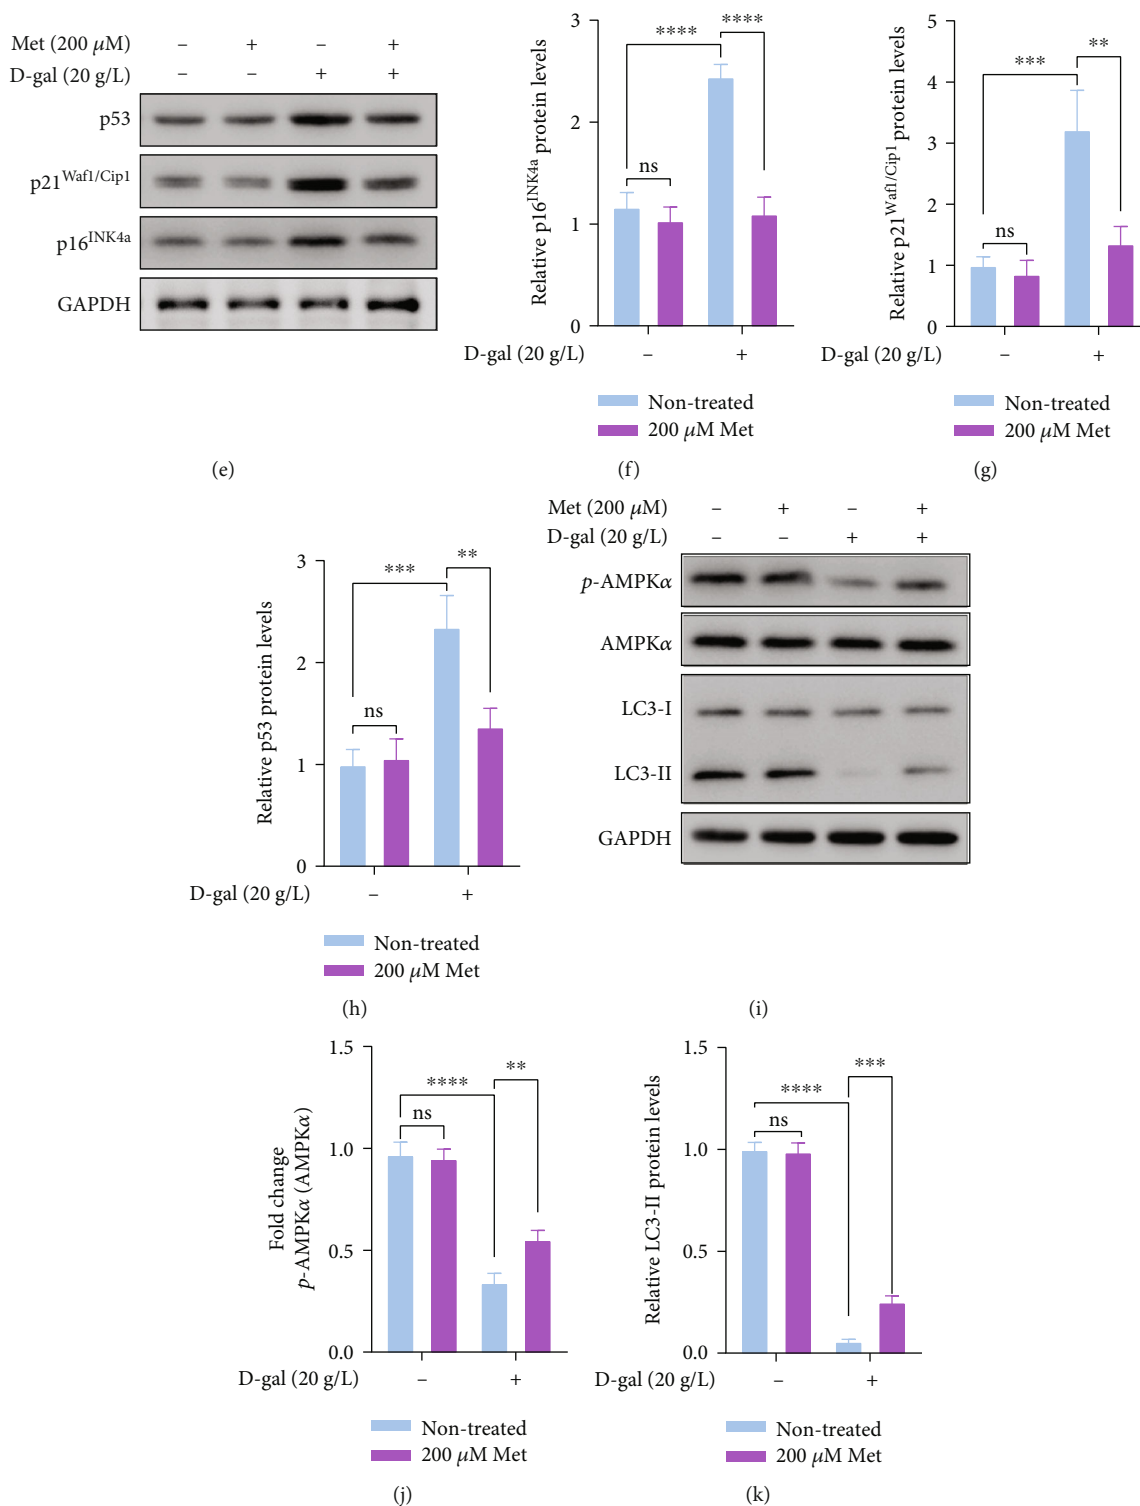 Met (200 μM) – + – +
D-gal (20 g/L) – – + +
p53
p21Waf1/Cip1
p16INK4a
GAPDH
(e)
Relative p16INK4a protein levels
3
2
1
0
ns
****
****
D-gal (20 g/L) – +
Non-treated
200 μM Met
(f)
Relative p21Waf1/Cip1 protein levels
5
4
3
2
1
0
ns
***
**
D-gal (20 g/L) – +
Non-treated
200 μM Met
(g)
Relative p53 protein levels
3
2
1
0
ns
***
**
D-gal (20 g/L) – +
Non-treated
200 μM Met
(h)
Met (200 μM) – + – +
D-gal (20 g/L) – – + +
p-AMPKα
AMPKα
LC3-I
LC3-II
GAPDH
(i)
Fold change
p-AMPKα (AMPKα)
1.5
1.0
0.5
0.0
ns
****
**
D-gal (20 g/L) – +
Non-treated
200 μM Met
(j)
Relative LC3-II protein levels
1.5
1.0
0.5
0.0
ns
****
***
D-gal (20 g/L) – +
Non-treated
200 μM Met
(k)